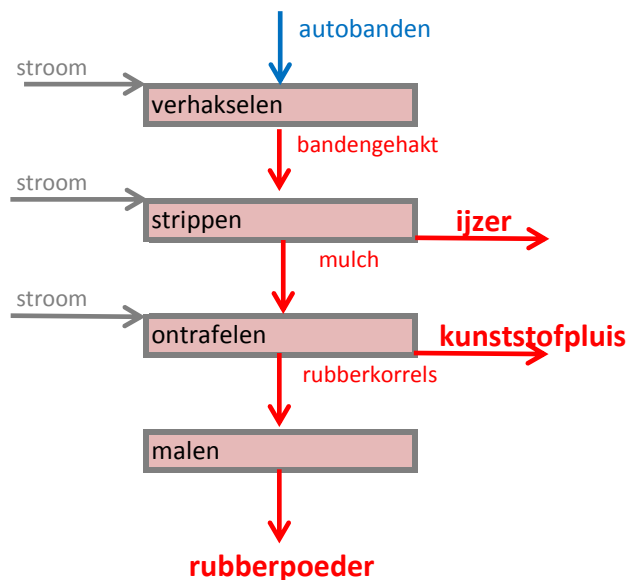 autobanden
stroom
verhakselen
bandengehakt
stroom
strippen
ijzer
mulch
stroom
ontrafelen
kunststofpluis
rubberkorrels
malen
rubberpoeder